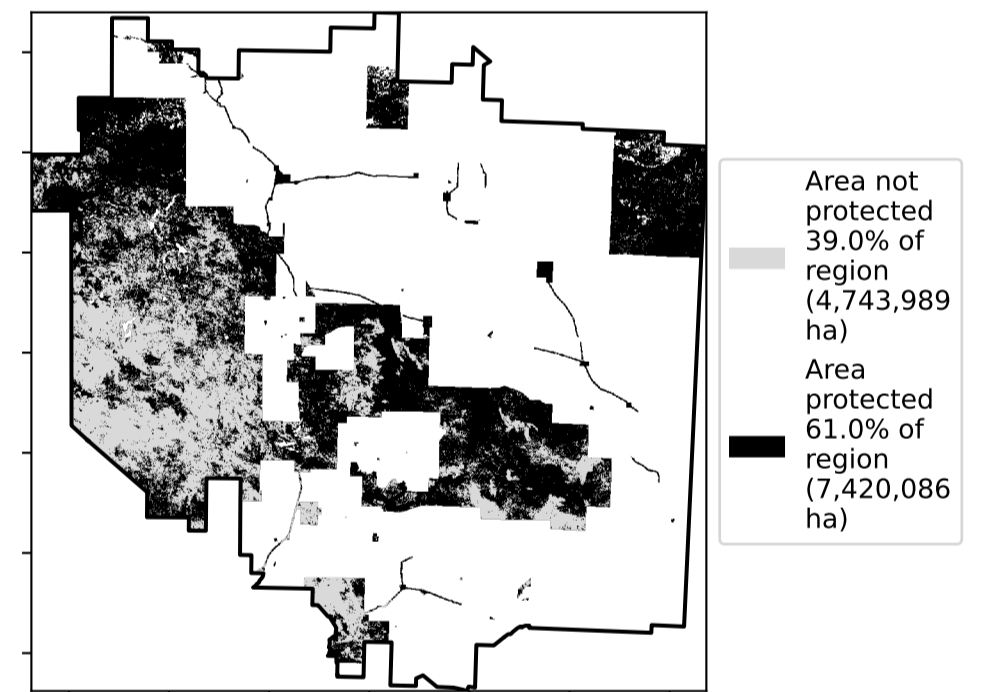 Area not
protected
39.0% of
region
(4,743,989
ha)
Area
protected
61.0% of
region
(7,420,086
ha)